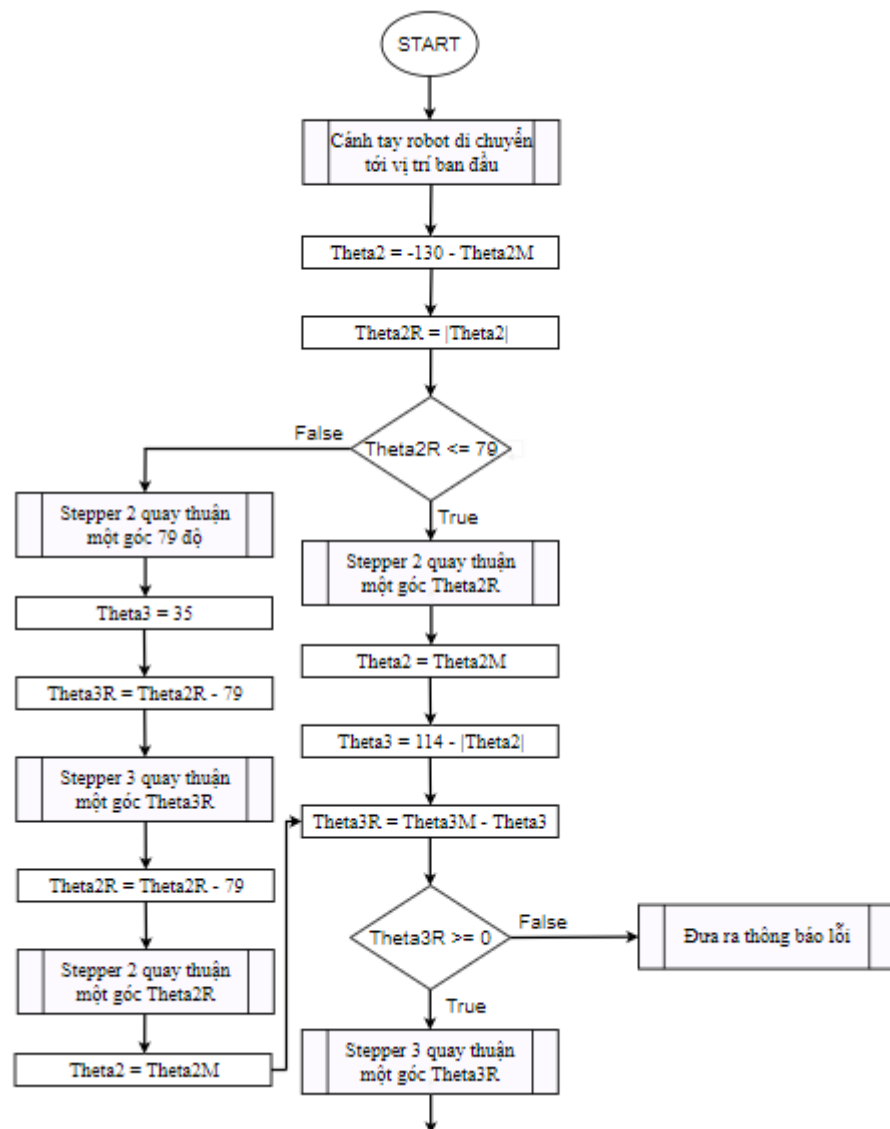 START
Cánh tay robot di chuyển
tới vị trí ban đầu
Theta2 = -130 - Theta2M
Theta2R = |Theta2|
Theta2R <= 79
False
True
Stepper 2 quay thuận
một góc 79 độ
Theta3 = 35
Theta3R = Theta2R - 79
Stepper 3 quay thuận
một góc Theta3R
Theta2R = Theta2R - 79
Stepper 2 quay thuận
một góc Theta2R
Theta2 = Theta2M
Stepper 2 quay thuận
một góc Theta2R
Theta2 = Theta2M
Theta3 = 114 - |Theta2|
Theta3R = Theta3M - Theta3
Theta3R >= 0
False
Đưa ra thông báo lỗi
True
Stepper 3 quay thuận
một góc Theta3R